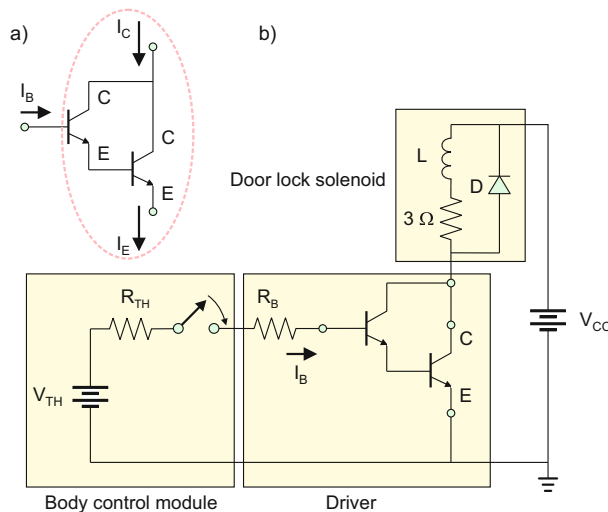 a)
b)
I_C
I_B
C
C
E
E
I_E
L
D
Door lock solenoid
3 Ω
R_TH
R_B
V_CC
C
I_B
E
V_TH
Body control module
Driver